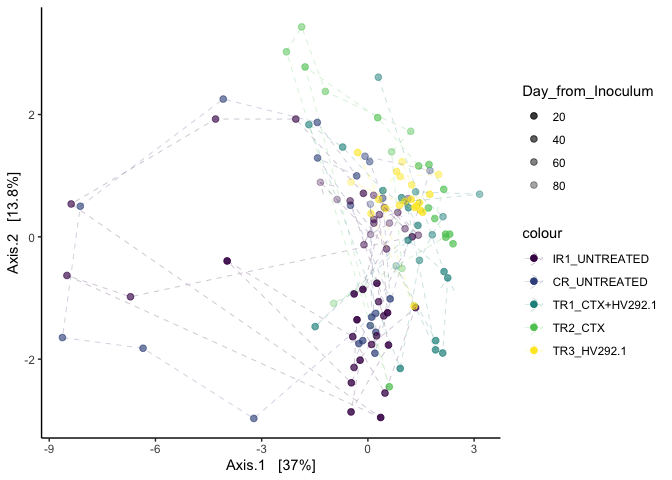 2
0
-2
-9
-6
-3
0
3
Axis.2 [13.8%]
Axis.1 [37%]
Day_from_Inoculum
20
40
60
80
colour
IR1_UNTREATED
CR_UNTREATED
TR1_CTX+HV292.1
TR2_CTX
TR3_HV292.1